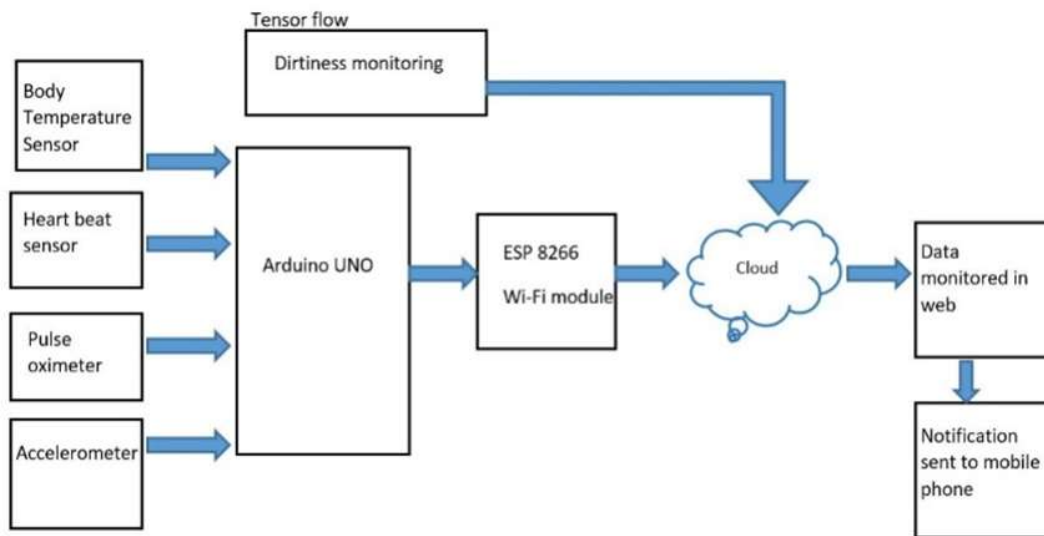 Tensor flow
Dirtiness monitoring
Body
Temperature
Sensor
Heart beat
sensor
Pulse
oximeter
Accelerometer
Arduino UNO
ESP 8266
Wi-Fi module
Cloud
Data
monitored in
web
Notification
sent to mobile
phone